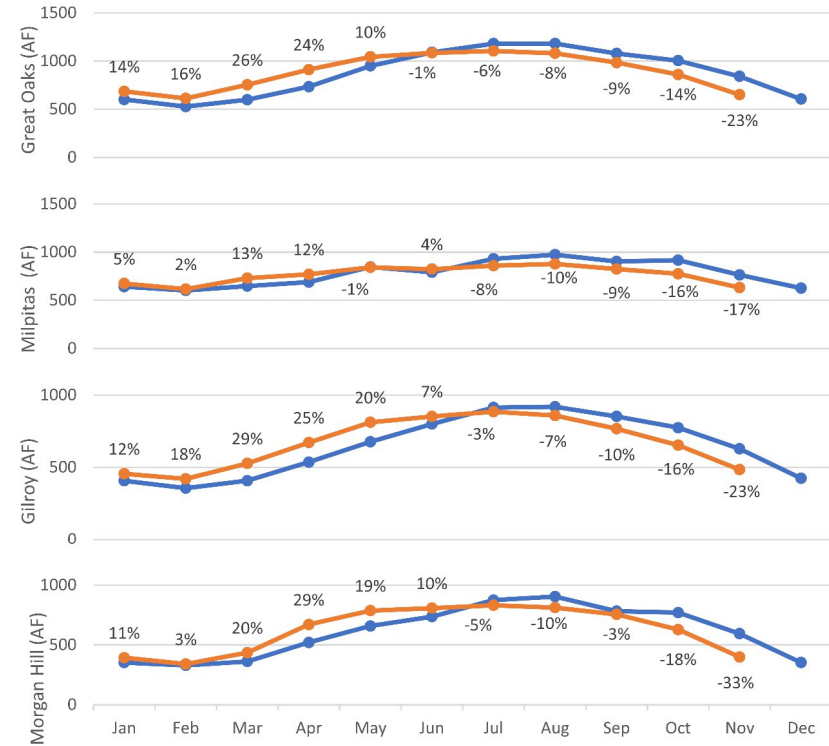 Great Oaks (AF)
1500
1000
500
0
14% 16% 26% 24% 10% -1% -6% -8% -9% -14% -23%
Milpitas (AF)
1500
1000
500
0
5% 2% 13% 12% -1% 4% -8% -10% -9% -16% -17%
Gilroy (AF)
1000
500
0
12% 18% 29% 25% 20% 7% -3% -7% -10% -16% -23%
Morgan Hill (AF)
1000
500
0
11% 3% 20% 29% 19% 10% -5% -10% -3% -18% -33%
Jan Feb Mar Apr May Jun Jul Aug Sep Oct Nov Dec